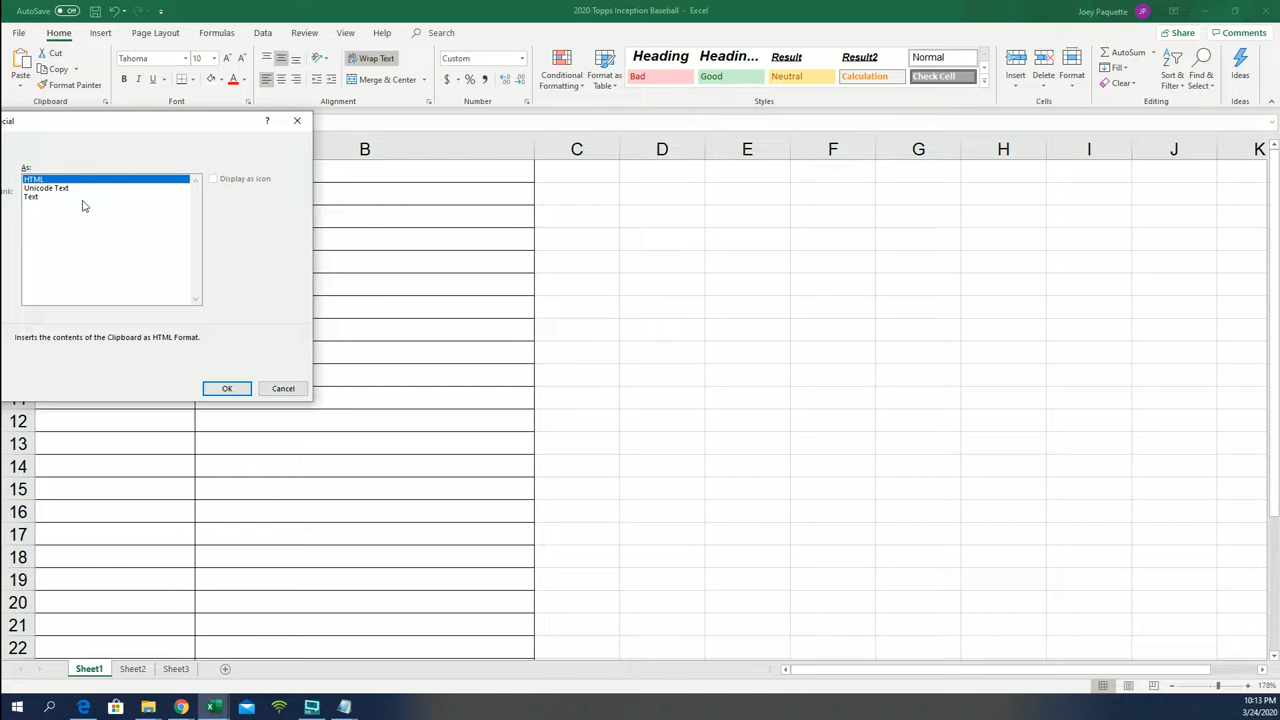 AutoSave Off
2020 Topps Inception Baseball - Excel
Joey Paquette JP
File Home Insert Page Layout Formulas Data Review View Help Search
Share Comments
Paste
Cut
Copy
Format Painter
Clipboard
Tahoma 10 A A
B I U A
Font
Wrap Text
Merge & Center
Alignment
Custom
$ % ,
Number
Conditional Formatting
Format as Table
Heading Headin... Result Result2 Normal
Bad Good Neutral Calculation Check Cell
Styles
Insert Delete Format
Cells
AutoSum
Fill
Clear
Sort & Filter
Find & Select
Editing
Ideas
Ideas
ecial ? ×
As:
HTML
Unicode Text
Text
ink:
Display as icon
Inserts the contents of the Clipboard as HTML Format.
OK Cancel
B C D E F G H I J K
12
13
14
15
16
17
18
19
20
21
22
Sheet1 Sheet2 Sheet3
178%
10:13 PM
3/24/2020